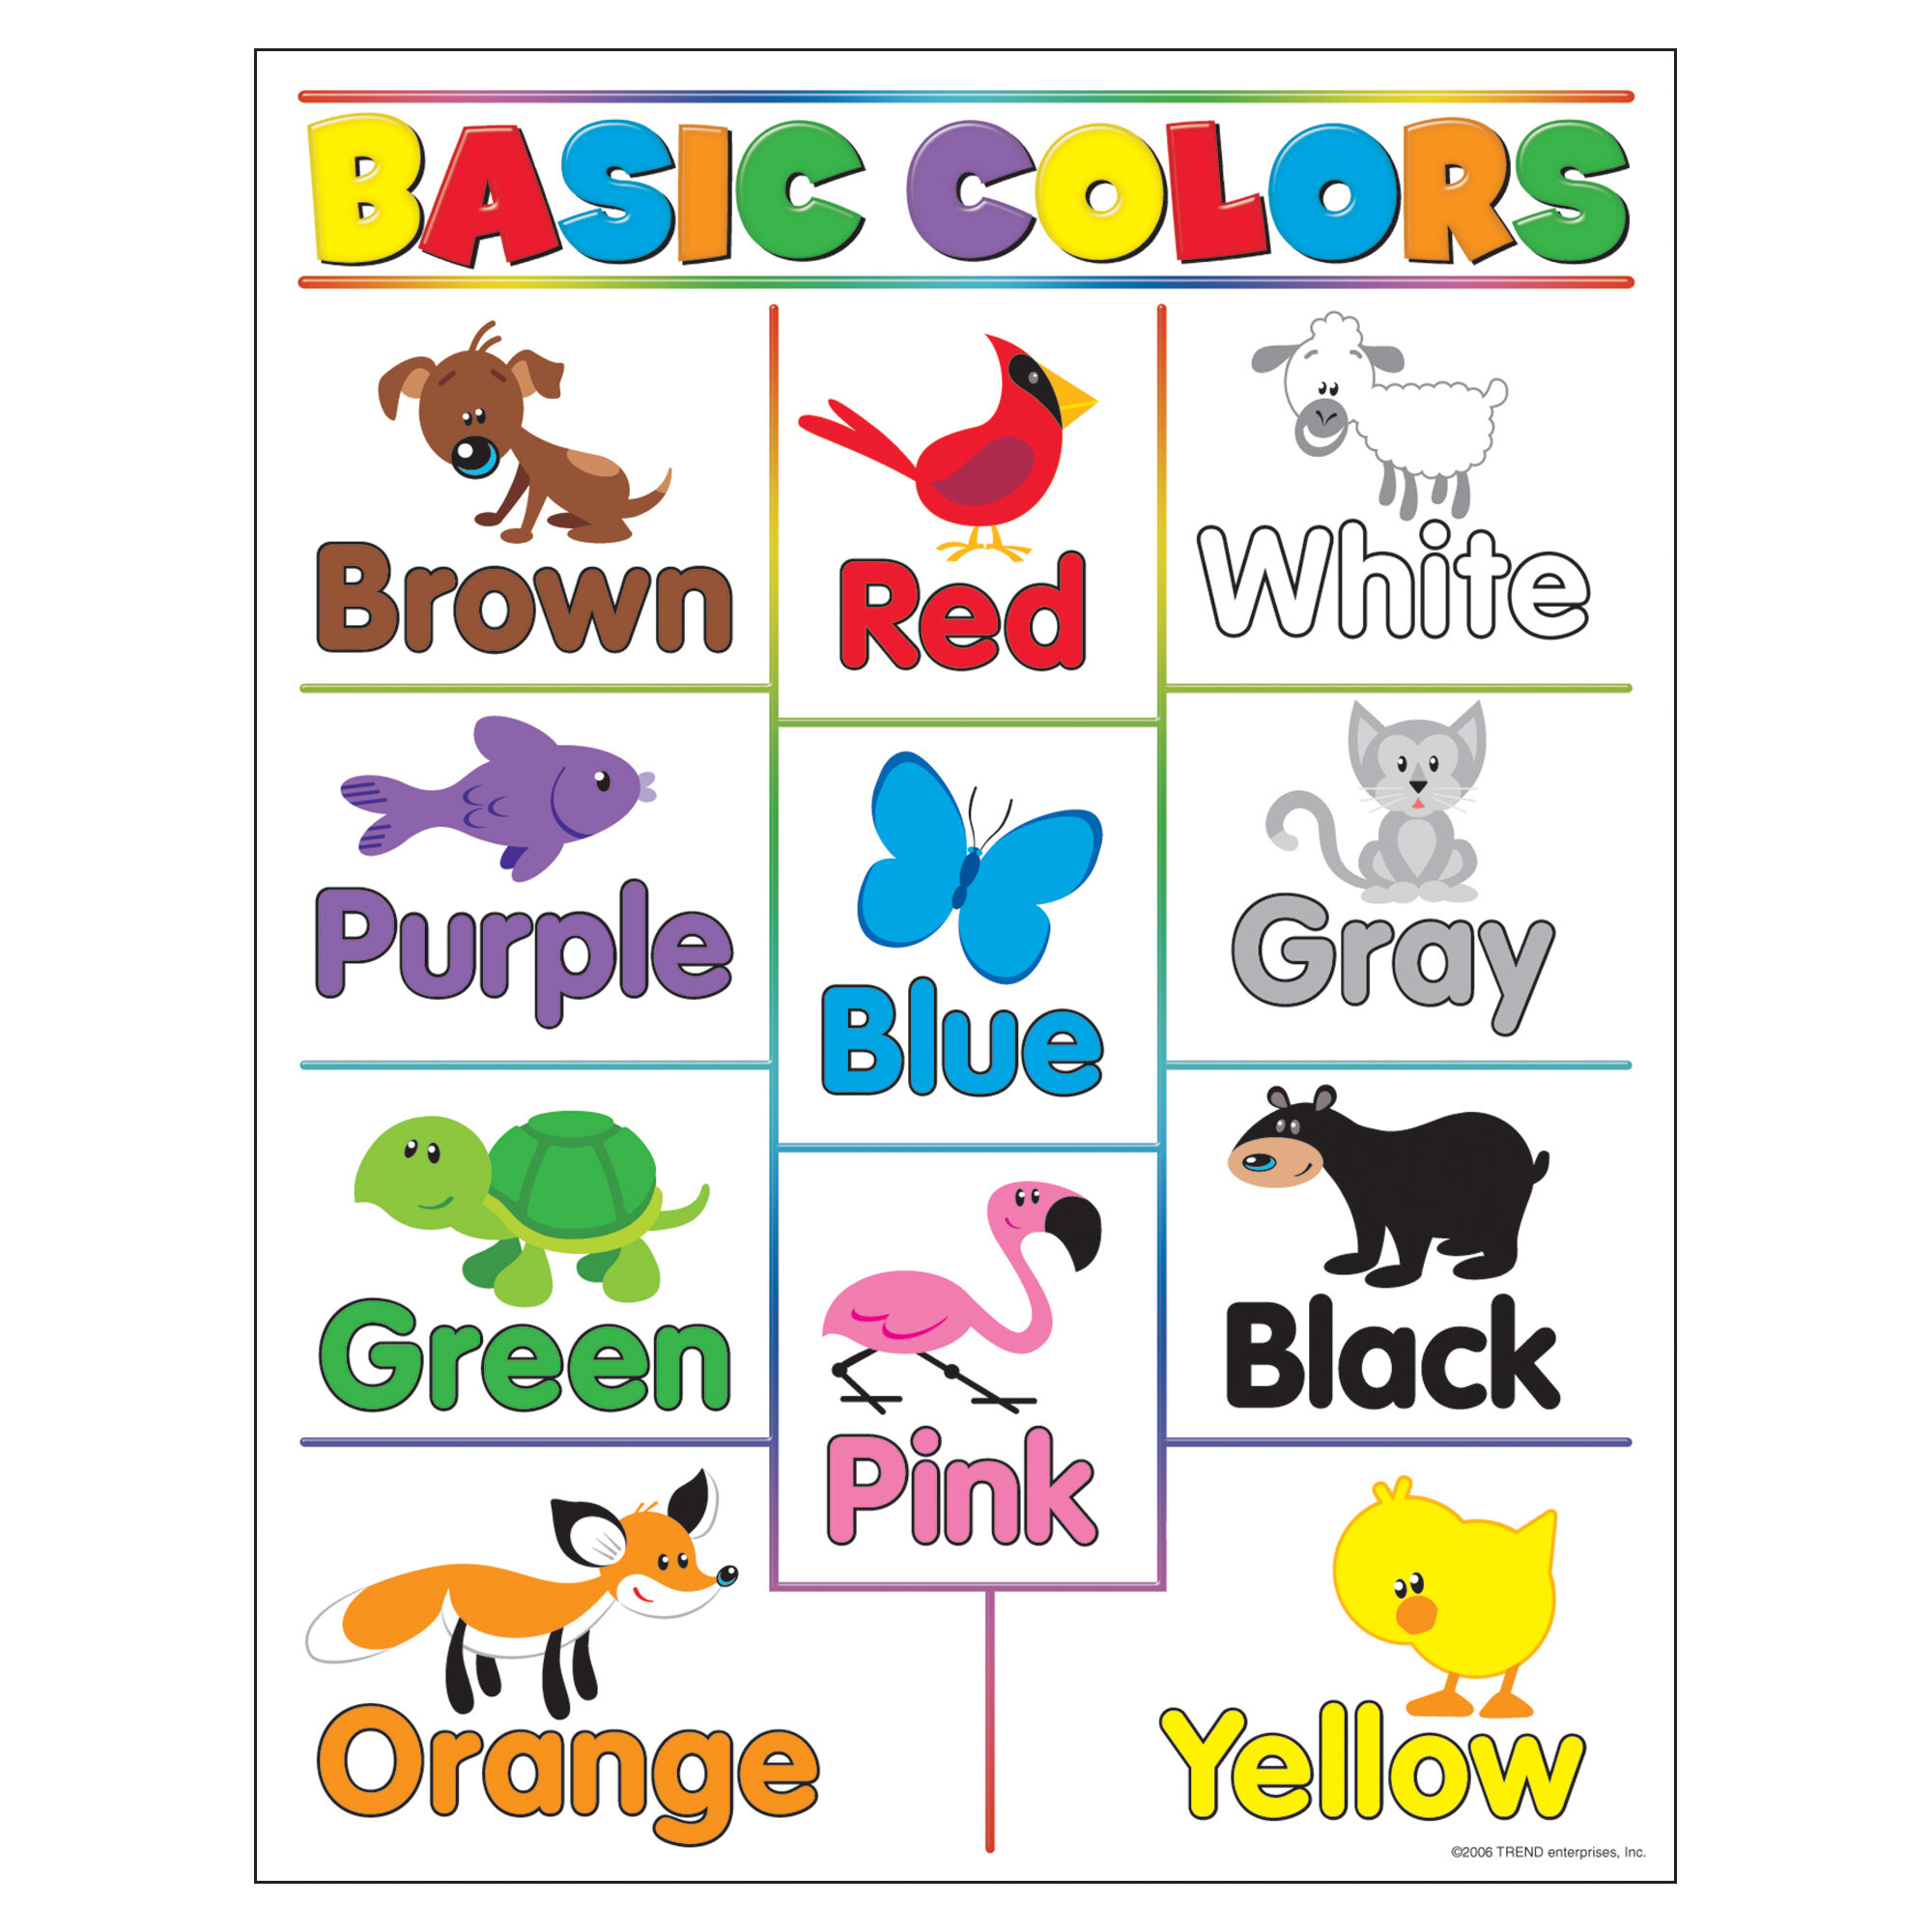 BASIC COLORS
Brown
Red
White
Purple
Blue
Gray
Green
Pink
Black
Orange
Yellow
©2006 TREND enterprises, Inc.